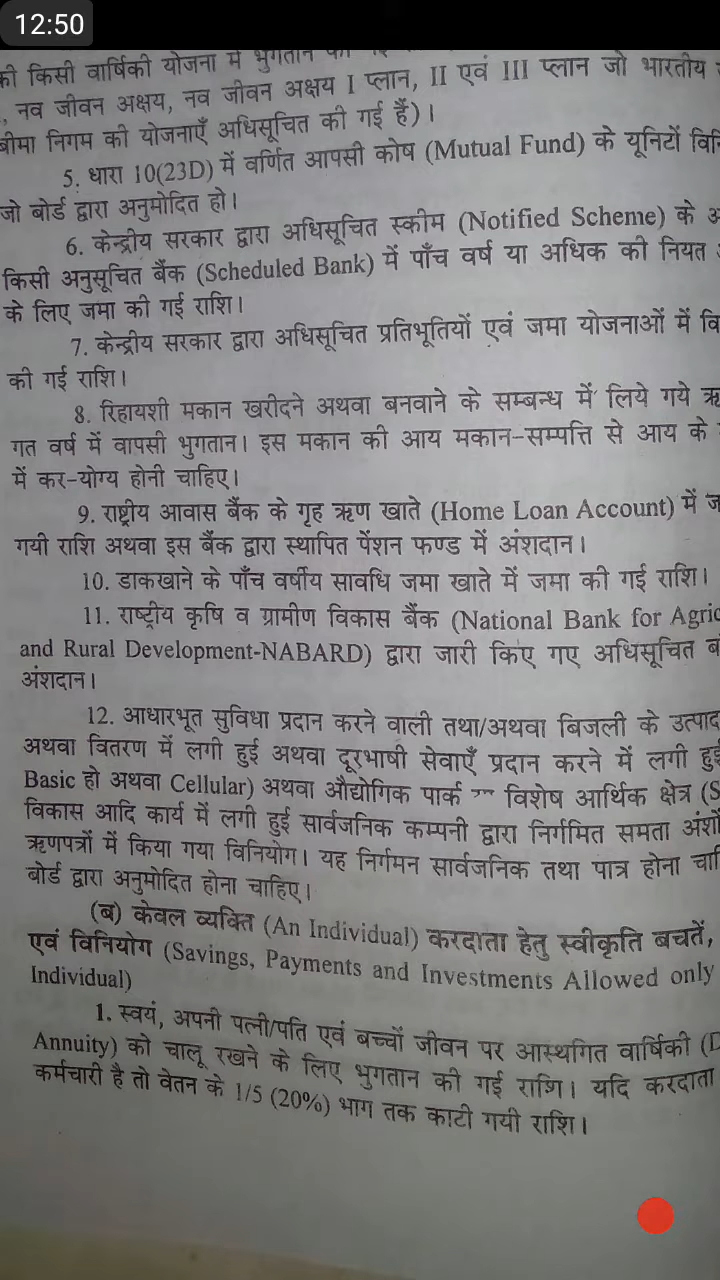 12:50
की किसी वार्षिकी योजना में भुगतान
, नव जीवन अक्षय, नव जीवन अक्षय I प्लान, II एवं III प्लान जो भारतीय
बीमा निगम की योजनाएँ अधिसूचित की गई हैं)।
5. धारा 10(23D) में वर्णित आपसी कोष (Mutual Fund) के यूनिटों
जो बोर्ड द्वारा अनुमोदित हो।
6. केन्द्रीय सरकार द्वारा अधिसूचित स्कीम (Notified Scheme) के
किसी अनुसूचित बैंक (Scheduled Bank) में पाँच वर्ष या अधिक की नियत
के लिए जमा की गई राशि।
7. केन्द्रीय सरकार द्वारा अधिसूचित प्रतिभूतियों एवं जमा योजनाओं में
की गई राशि।
8. रिहायशी मकान खरीदने अथवा बनवाने के सम्बन्ध में लिये गये
गत वर्ष में वापसी भुगतान। इस मकान की आय मकान-सम्पत्ति से आय के
में कर-योग्य होनी चाहिए।
9. राष्ट्रीय आवास बैंक के गृह ऋण खाते (Home Loan Account) में
गयी राशि अथवा इस बैंक द्वारा स्थापित पेंशन फण्ड में अंशदान।
10. डाकखाने के पाँच वर्षीय सावधि जमा खाते में जमा की गई राशि।
11. राष्ट्रीय कृषि व ग्रामीण विकास बैंक (National Bank for
and Rural Development-NABARD) द्वारा जारी किए गए अधिसूचित
अंशदान।
12. आधारभूत सुविधा प्रदान करने वाली तथा/अथवा बिजली के
अथवा वितरण में लगी हुई अथवा दूरभाषी सेवाएँ प्रदान करने में लगी हुई
Basic हो अथवा Cellular) अथवा औद्योगिक पार्क विशेष आर्थिक क्षेत्र
विकास आदि कार्य में लगी हुई सार्वजनिक कम्पनी द्वारा निर्गमित समता
ऋणपत्रों में किया गया विनियोग। यह निर्गमन सार्वजनिक तथा पात्र होना
बोर्ड द्वारा अनुमोदित होना चाहिए।
(ब) केवल व्यक्ति (An Individual) करदाता हेतु स्वीकृति बचतें,
एवं विनियोग (Savings, Payments and Investments Allowed only
Individual)
1. स्वयं, अपनी पत्नी/पति एवं बच्चों जीवन पर आस्थगित वार्षिकी
Annuity) को चालू रखने के लिए भुगतान की गई राशि। यदि करदाता
कर्मचारी है तो वेतन के 1/5 (20%) भाग तक काटी गयी राशि।